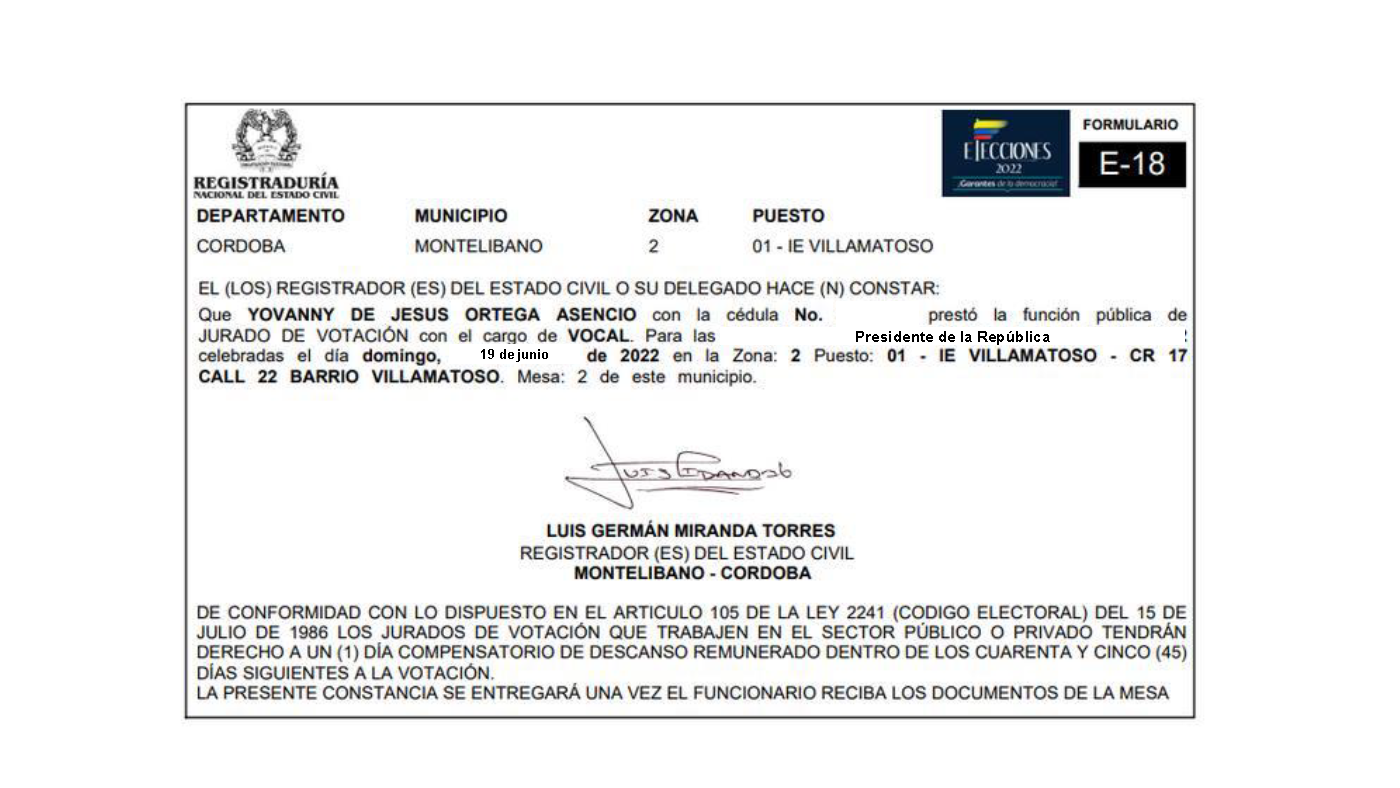 REGISTRADURÍA
NACIONAL DEL ESTADO CIVIL
ELECCIONES
2022
¡Garantes de la democracia!
FORMULARIO
E-18
DEPARTAMENTO MUNICIPIO ZONA PUESTO
CORDOBA MONTELIBANO 2 01 - IE VILLAMATOSO
EL (LOS) REGISTRADOR (ES) DEL ESTADO CIVIL O SU DELEGADO HACE (N) CONSTAR:
Que YOVANNY DE JESUS ORTEGA ASENCIO con la cédula No. prestó la función pública de
JURADO DE VOTACIÓN con el cargo de VOCAL. Para las Presidente de la República
celebradas el día domingo, 19 de junio de 2022 en la Zona: 2 Puesto: 01 - IE VILLAMATOSO - CR 17
CALL 22 BARRIO VILLAMATOSO. Mesa: 2 de este municipio.
LUIS GERMÁN MIRANDA TORRES
REGISTRADOR (ES) DEL ESTADO CIVIL
MONTELIBANO - CORDOBA
DE CONFORMIDAD CON LO DISPUESTO EN EL ARTICULO 105 DE LA LEY 2241 (CODIGO ELECTORAL) DEL 15 DE
JULIO DE 1986 LOS JURADOS DE VOTACIÓN QUE TRABAJEN EN EL SECTOR PÚBLICO O PRIVADO TENDRÁN
DERECHO A UN (1) DÍA COMPENSATORIO DE DESCANSO REMUNERADO DENTRO DE LOS CUARENTA Y CINCO (45)
DÍAS SIGUIENTES A LA VOTACIÓN.
LA PRESENTE CONSTANCIA SE ENTREGARÁ UNA VEZ EL FUNCIONARIO RECIBA LOS DOCUMENTOS DE LA MESA